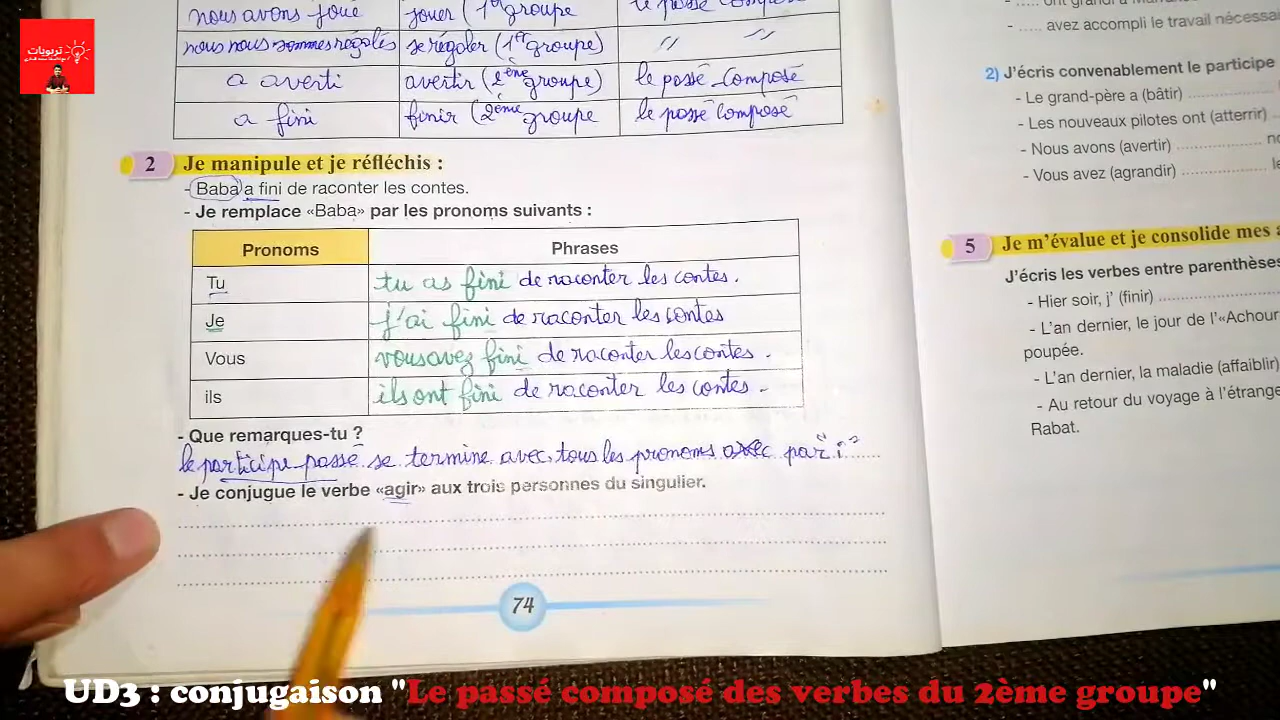 تربويات
nous avons joué jouer (1er groupe le passé composé
nous nous sommes régalés se régaler (1er groupe) // //
a averti avertir (2ème groupe) le passé composé
a fini finir (2ème groupe le passé composé
2 Je manipule et je réfléchis :
- Baba a fini de raconter les contes.
- Je remplace «Baba» par les pronoms suivants :
Pronoms Phrases
Tu tu as fini de raconter les contes.
Je j'ai fini de raconter les contes
Vous vous avez fini de raconter les contes.
ils ils ont fini de raconter les contes.
- Que remarques-tu ?
le participe passé se termine avec tous les pronoms avec par "i"
- Je conjugue le verbe «agir» aux trois personnes du singulier.
74
- ..... ont grandi à
- ..... avez accompli le travail nécessai
2) J'écris convenablement le participe
- Le grand-père a (bâtir) ..................
- Les nouveaux pilotes ont (atterrir) ...
- Nous avons (avertir) .................. no
- Vous avez (agrandir) .................. le
5 Je m'évalue et je consolide mes a
J'écris les verbes entre parenthèses
- Hier soir, j' (finir) ..................
- L'an dernier, le jour de l'«Achour
poupée.
- L'an dernier, la maladie (affaiblir)
- Au retour du voyage à l'étrange
Rabat.
UD3 : conjugaison "Le passé composé des verbes du 2ème groupe"